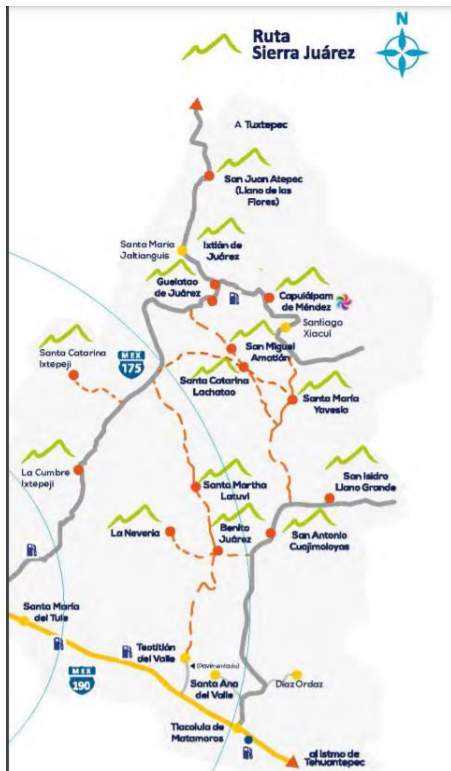 Ruta
Sierra Juárez
N
A Tuxtepec
San Juan Atepec
(Llano de las
Flores)
Santa María
Jaltianguis
Ixtlán de
Juárez
Guelatao
de Juárez
Capulálpam
de Méndez
Santiago
Xiacuí
San Miguel
Amatlán
Santa Catarina
Ixtepeji
MEX
175
Santa Catarina
Lachatao
Santa María
Yavesía
La Cumbre
Ixtepeji
Santa Martha
Latuvi
San Isidro
Llano Grande
La Nevería
Benito
Juárez
San Antonio
Cuajimoloyas
Santa María
del Tule
Teotitlán
del Valle
(Pavimentado)
MEX
190
Santa Ana
del Valle
Díaz Ordaz
Tlacolula de
Matamoros
al Istmo de
Tehuantepec